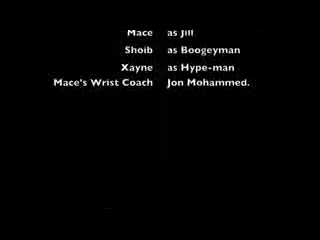 Mace as Jill
Shoib as Boogeyman
Xayne as Hype-man
Mace's Wrist Coach Jon Mohammed.